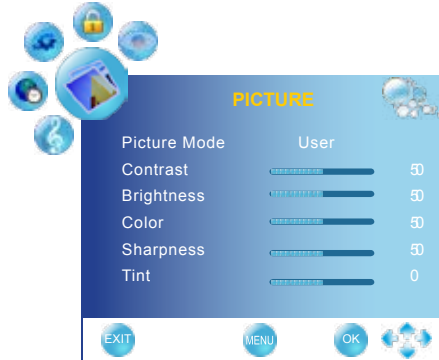 PICTURE
Picture Mode User
Contrast 50
Brightness 50
Color 50
Sharpness 50
Tint 0
EXIT MENU OK